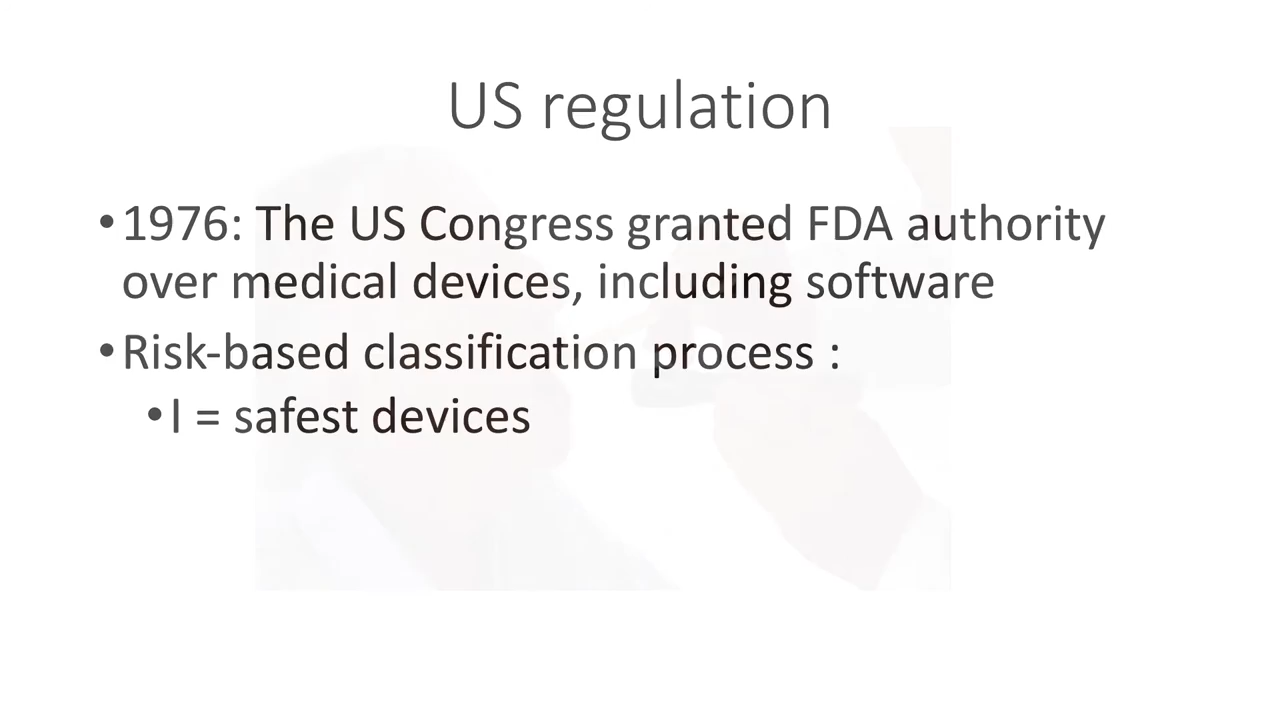 US regulation
•1976: The US Congress granted FDA authority
over medical devices, including software
•Risk-based classification process :
•I = safest devices